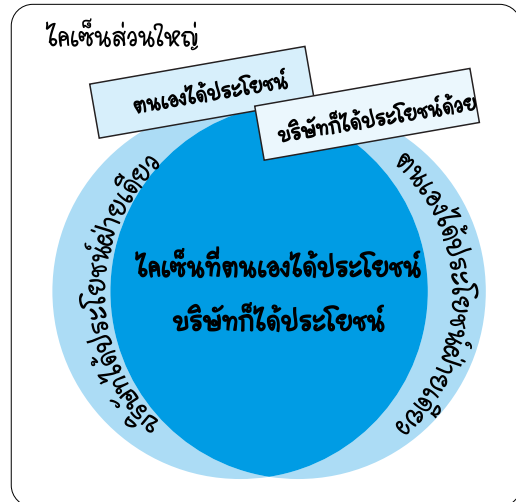 ไคเซ็นส่วนใหญ่
ตนเองได้ประโยชน์
บริษัทก็ได้ประโยชน์ด้วย
บริษัทได้ประโยชน์ฝ่ายเดียว
ตนเองได้ประโยชน์ฝ่ายเดียว
ไคเซ็นที่ตนเองได้ประโยชน์
บริษัทก็ได้ประโยชน์